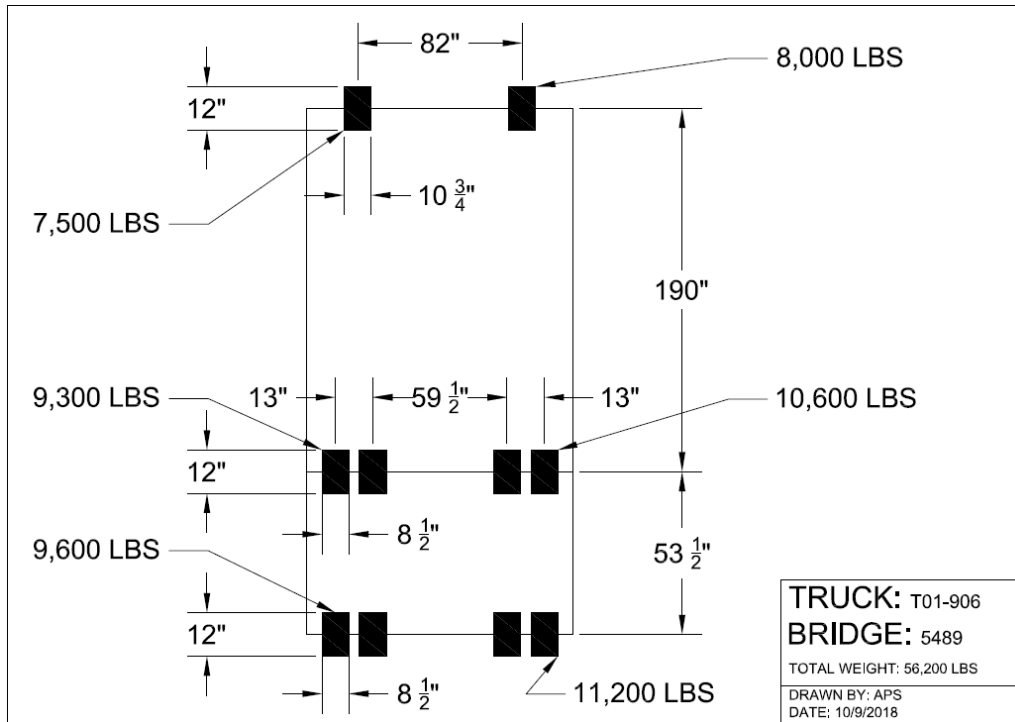 82"
8,000 LBS
12"
10 3/4"
7,500 LBS
190"
9,300 LBS
13"
59 1/2"
13"
10,600 LBS
12"
8 1/2"
9,600 LBS
53 1/2"
12"
8 1/2"
11,200 LBS
TRUCK: T01-906
BRIDGE: 5489
TOTAL WEIGHT: 56,200 LBS
DRAWN BY: APS
DATE: 10/9/2018